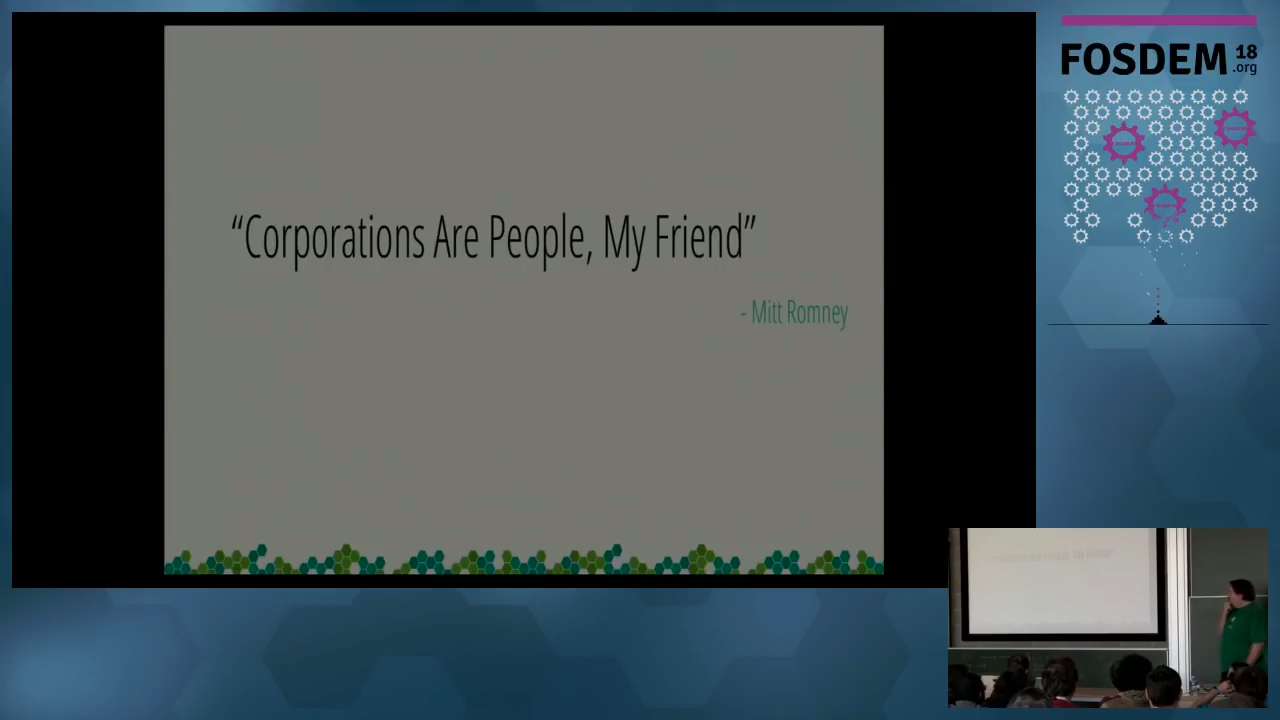 “Corporations Are People, My Friend”
- Mitt Romney
FOSDEM 18
.org